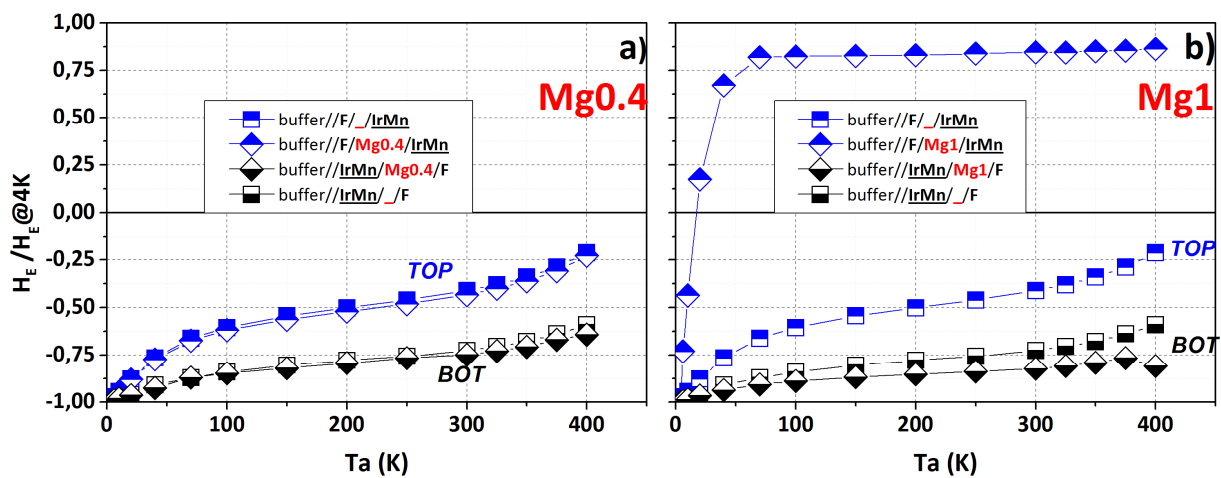 a)
Mg0.4
1,00
0,75
0,50
0,25
0,00
-0,25
-0,50
-0,75
-1,00
H_E /H_E@4K
buffer//F/_/IrMn
buffer//F/Mg0.4/IrMn
buffer//IrMn/Mg0.4/F
buffer//IrMn/_/F
TOP
BOT
0 100 200 300 400
Ta (K)
b)
Mg1
buffer//F/_/IrMn
buffer//F/Mg1/IrMn
buffer//IrMn/Mg1/F
buffer//IrMn/_/F
TOP
BOT
0 100 200 300 400
Ta (K)